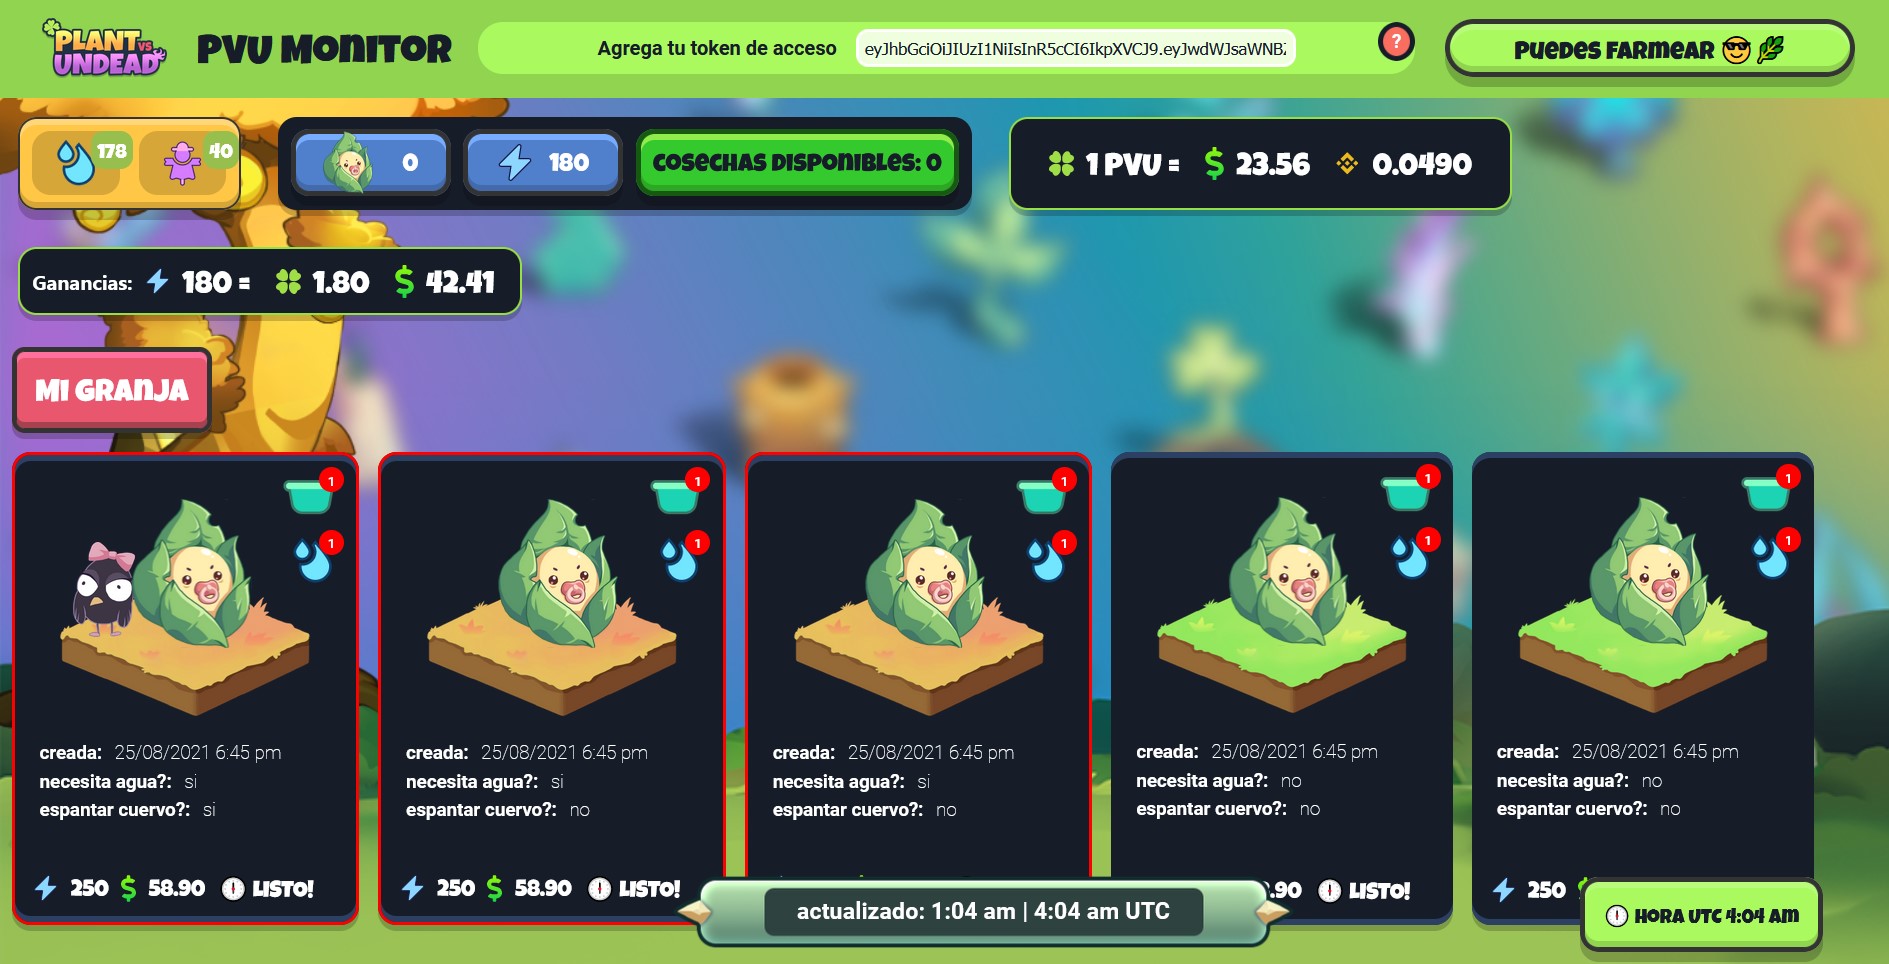 PLANT VS UNDEAD
PVU Monitor
Agrega tu token de acceso
eyJhbGciOiJIUzI1NiIsInR5cCI6IkpXVCJ9.eyJwdWJsaWNB
?
Puedes farmear
178
40
0
180
Cosechas disponibles: 0
1 PVU =
$ 23.56
0.0490
Ganancias:
180 =
1.80
$ 42.41
Mi granja
1
1
creada: 25/08/2021 6:45 pm
necesita agua?: si
espantar cuervo?: si
250 $ 58.90 LISTO!
1
1
creada: 25/08/2021 6:45 pm
necesita agua?: si
espantar cuervo?: no
250 $ 58.90 LISTO!
1
1
creada: 25/08/2021 6:45 pm
necesita agua?: si
espantar cuervo?: no
1
1
creada: 25/08/2021 6:45 pm
necesita agua?: no
espantar cuervo?: no
.90 LISTO!
1
1
creada: 25/08/2021 6:45 pm
necesita agua?: no
espantar cuervo?: no
250
actualizado: 1:04 am | 4:04 am UTC
Hora UTC 4:04 am